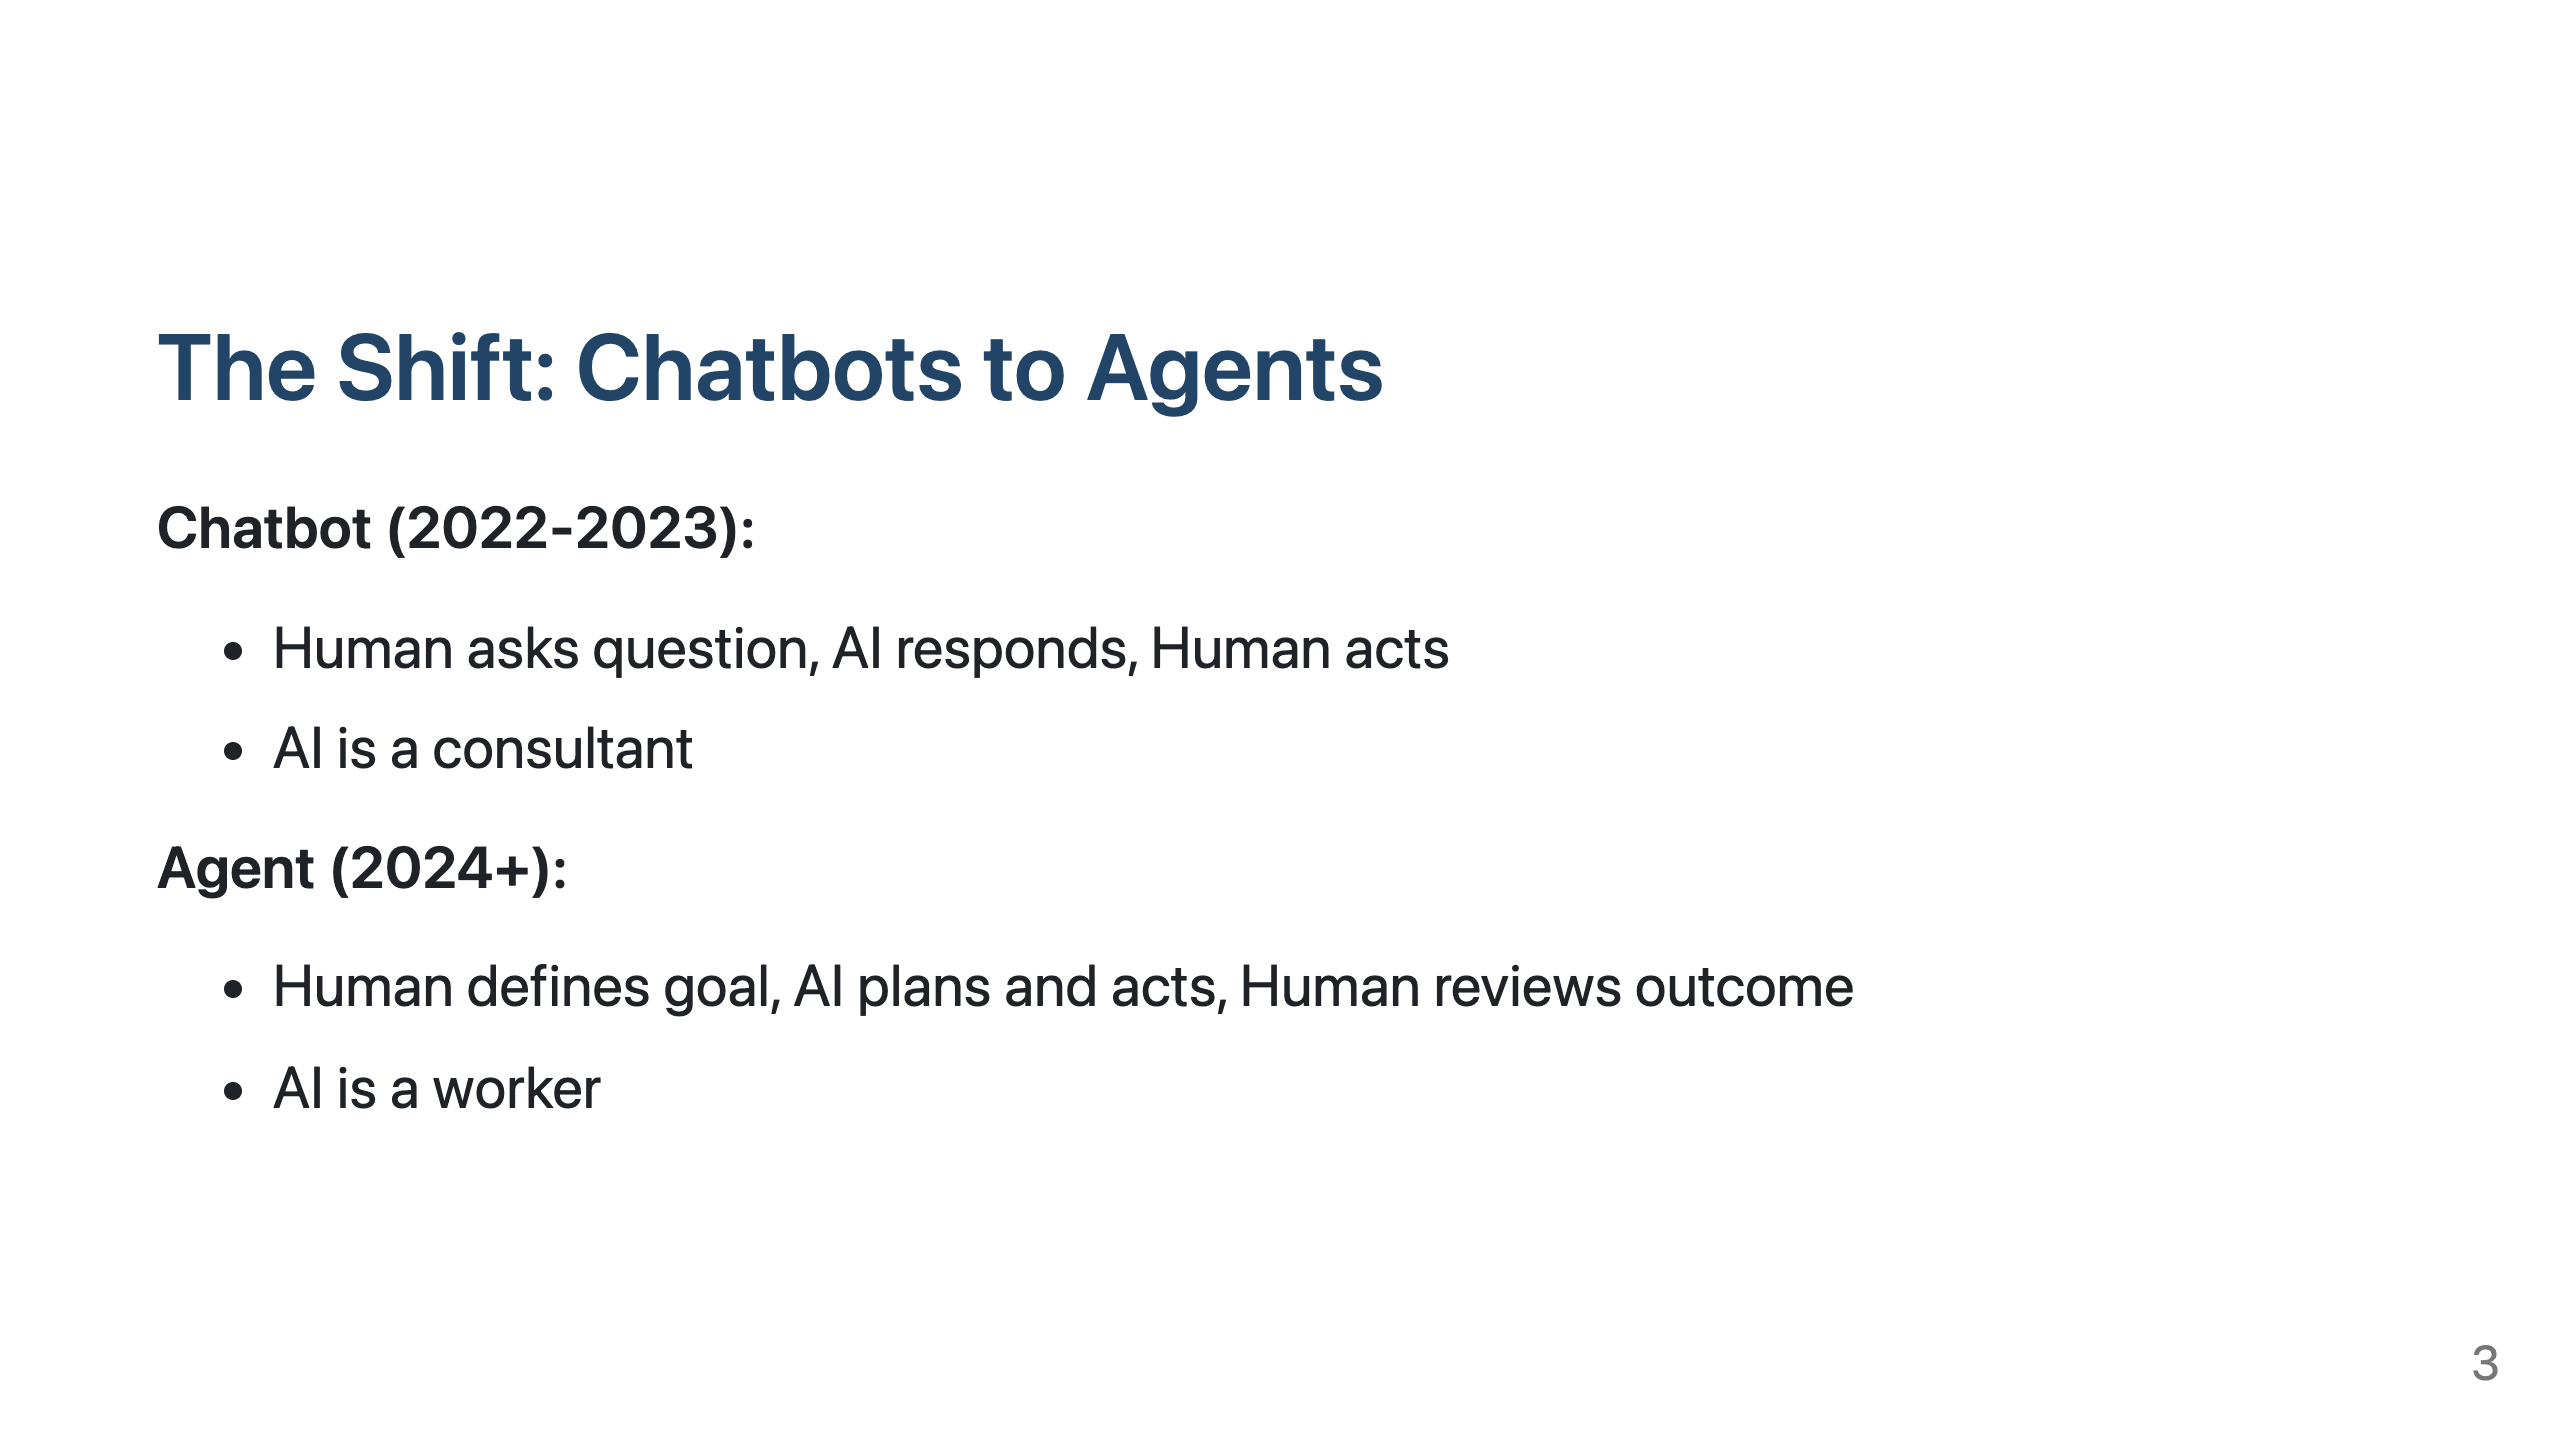 The Shift: Chatbots to Agents
Chatbot (2022-2023):
• Human asks question, AI responds, Human acts
• AI is a consultant
Agent (2024+):
• Human defines goal, AI plans and acts, Human reviews outcome
• AI is a worker
3